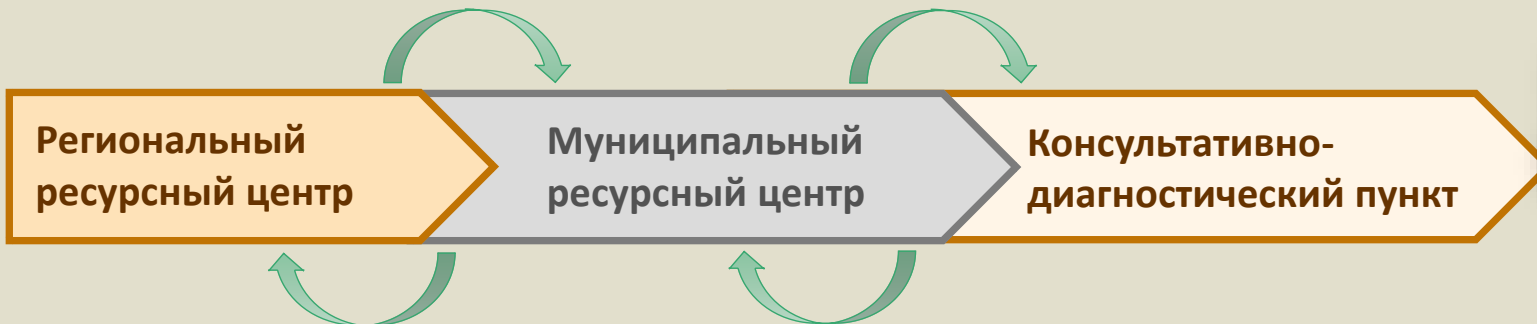 Региональный
ресурсный центр
Муниципальный
ресурсный центр
Консультативно-
диагностический пункт